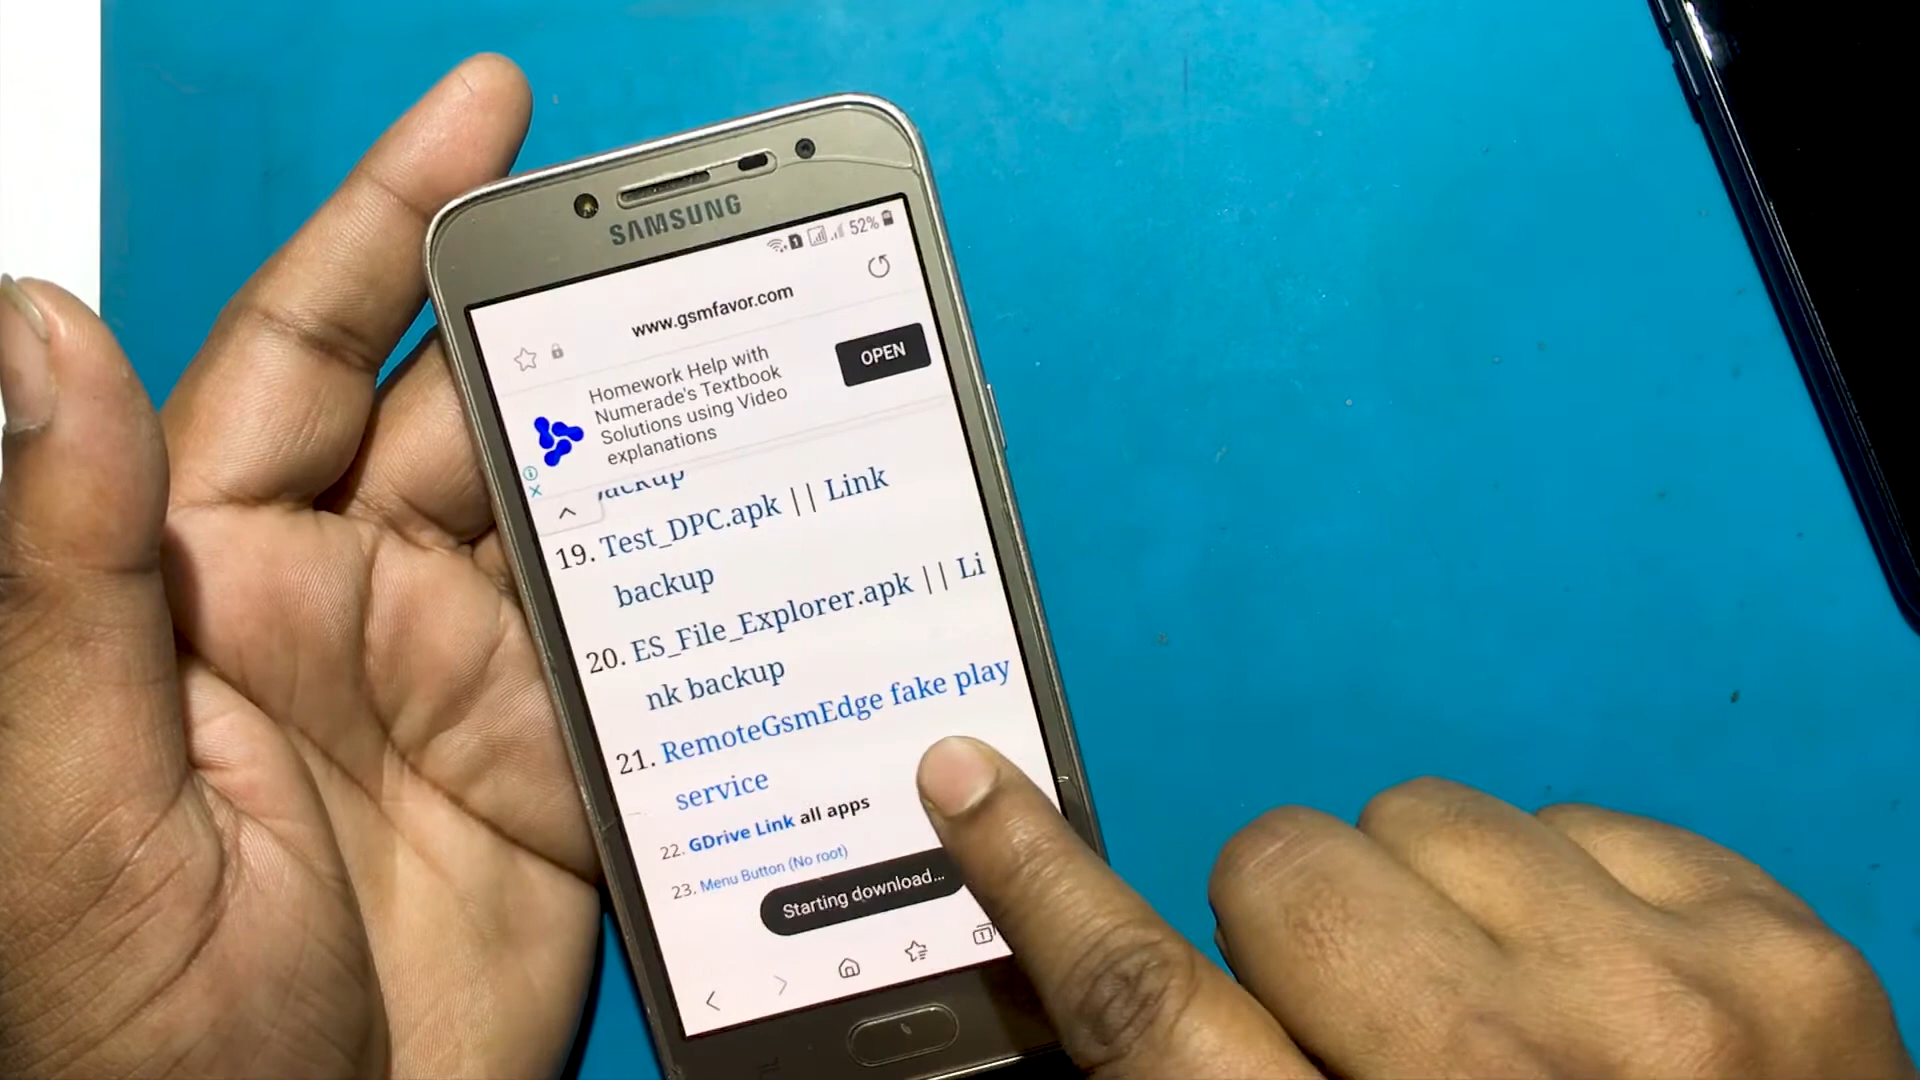 SAMSUNG
52%
www.gsmfavor.com
Homework Help with
Numerade's Textbook
Solutions using Video
explanations
OPEN
backup
19. Test_DPC.apk || Link
backup
20. ES_File_Explorer.apk || Li
nk backup
21. RemoteGsmEdge fake play
service
22. GDrive Link all apps
23. Menu Button (No root)
Starting download...
1